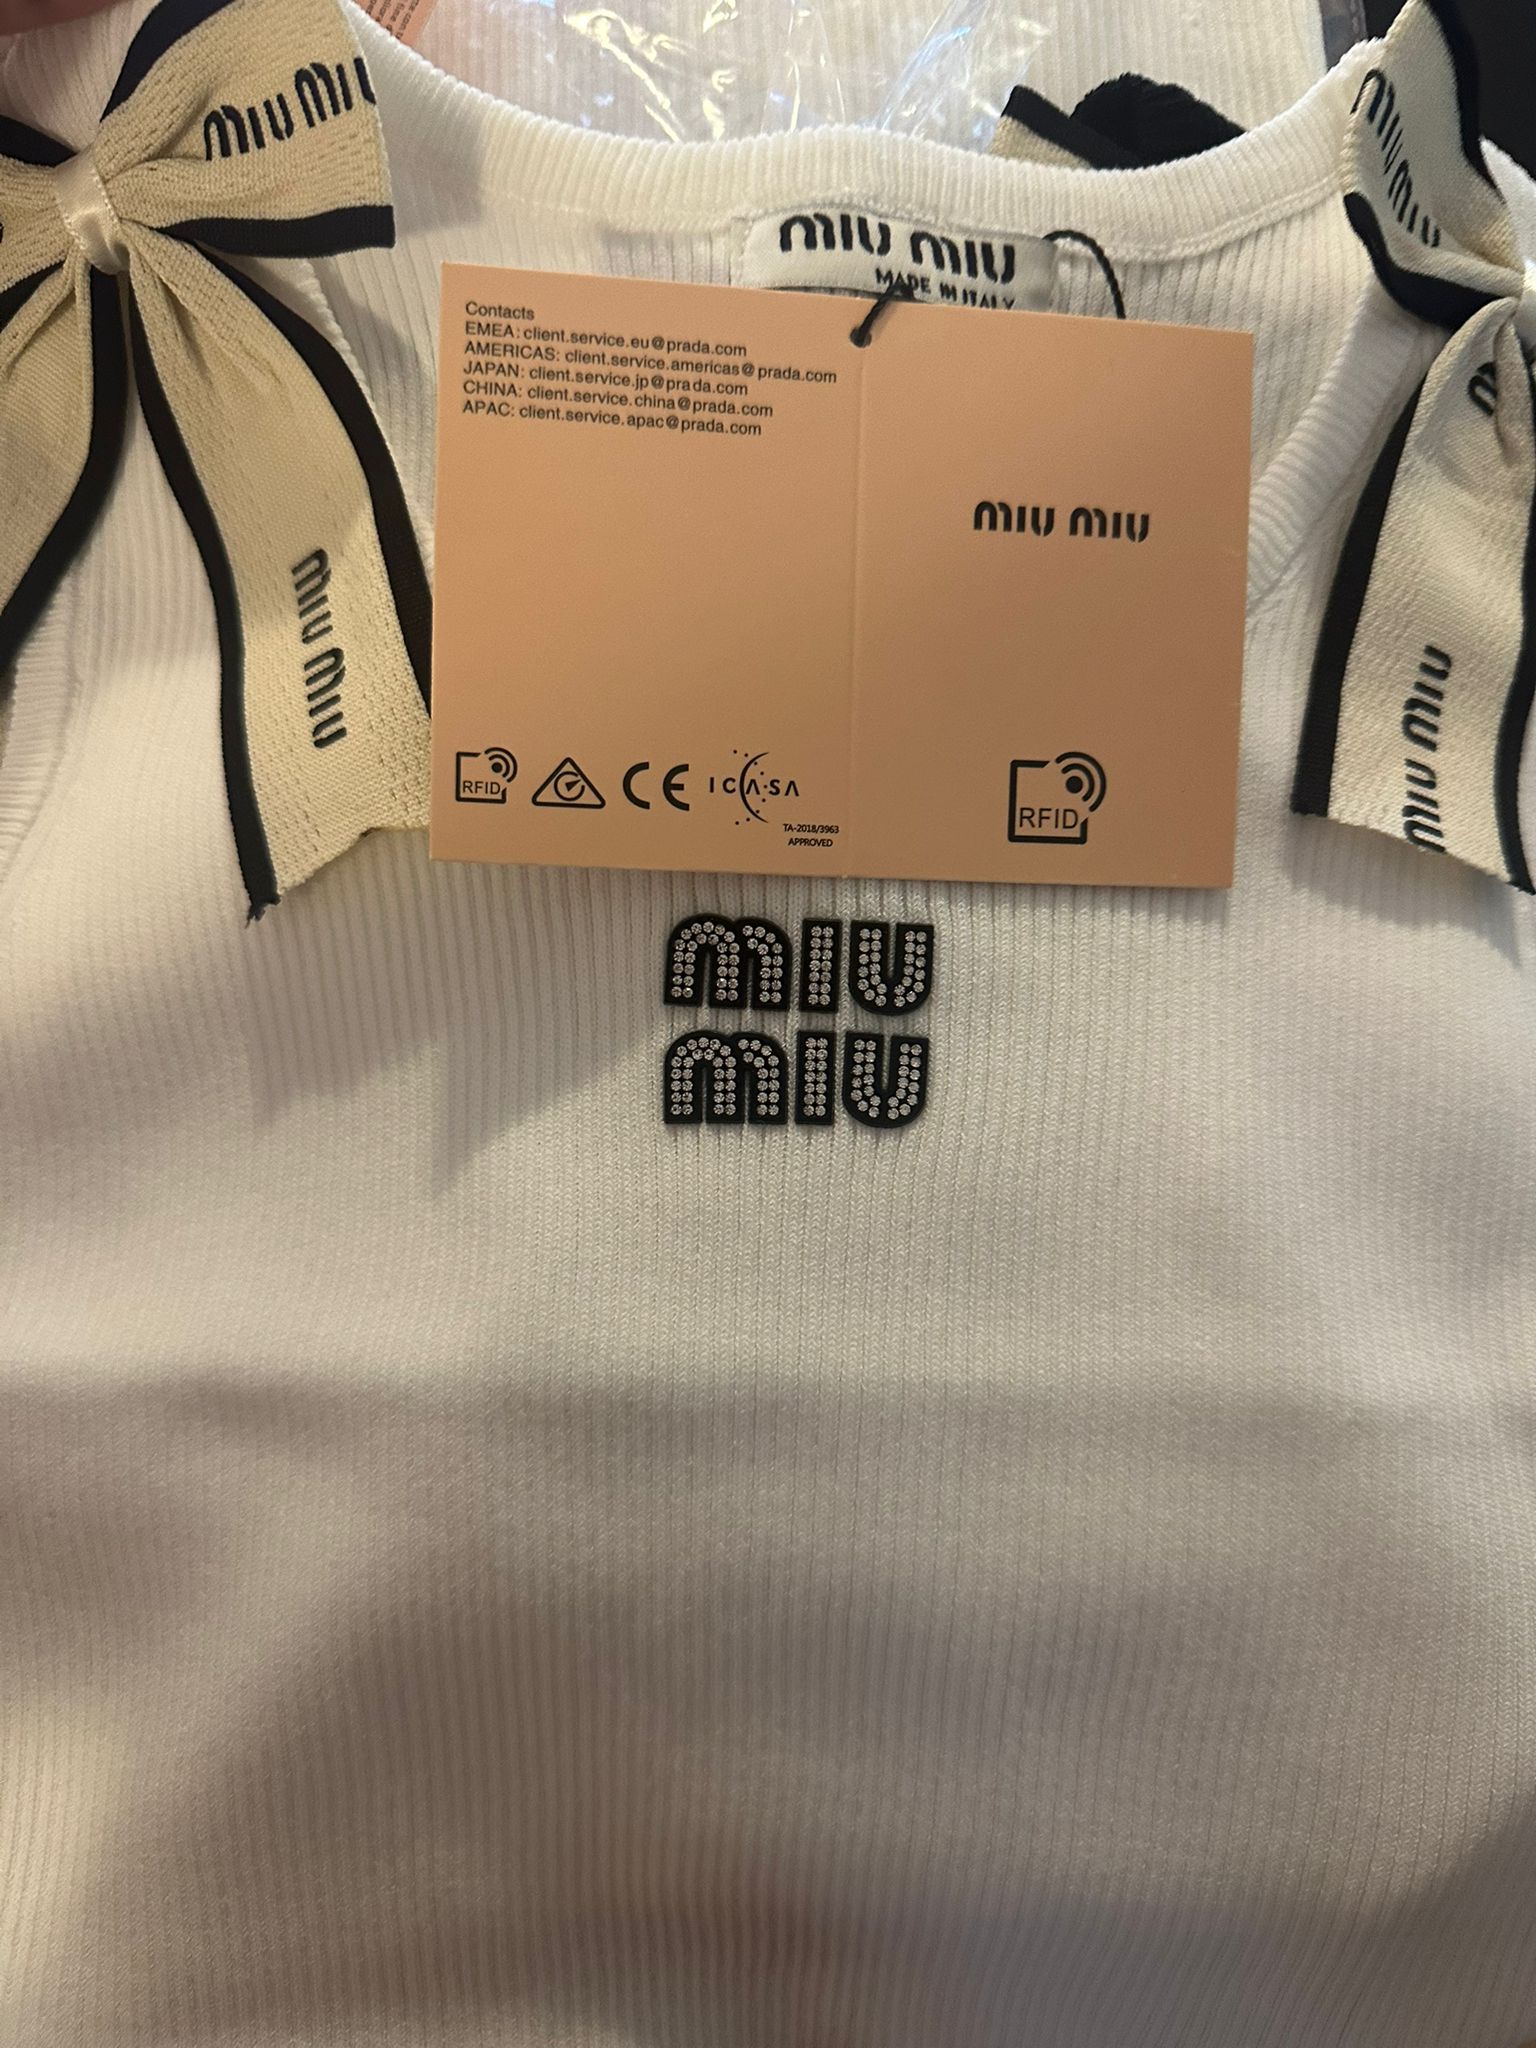 MIU MIU
MIU MIU
MIU MIU
MADE IN ITALY
Contacts
EMEA: client.service.eu@prada.com
AMERICAS: client.service.americas@prada.com
JAPAN: client.service.jp@prada.com
CHINA: client.service.china@prada.com
APAC: client.service.apac@prada.com
MIU MIU
MIU MIU
MIU MIU
RFID
CE
ICASA
TA-2018/3963
APPROVED
RFID
MIU
MIU